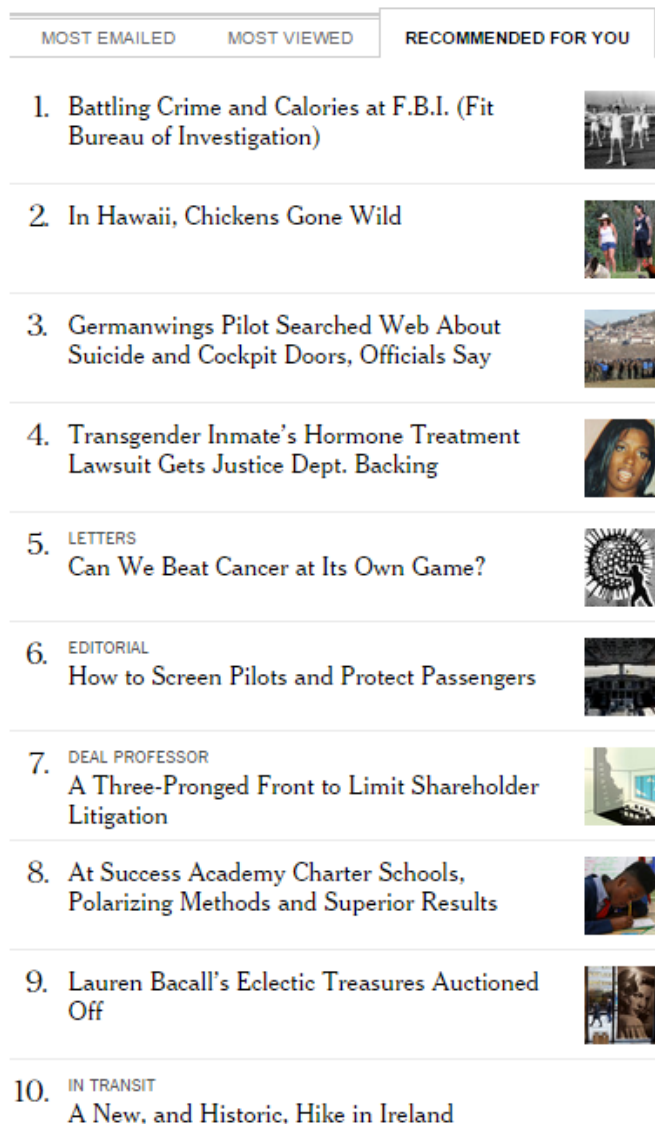 MOST EMAILED MOST VIEWED RECOMMENDED FOR YOU
1. Battling Crime and Calories at F.B.I. (Fit
Bureau of Investigation)
2. In Hawaii, Chickens Gone Wild
3. Germanwings Pilot Searched Web About
Suicide and Cockpit Doors, Officials Say
4. Transgender Inmate's Hormone Treatment
Lawsuit Gets Justice Dept. Backing
5. LETTERS
Can We Beat Cancer at Its Own Game?
6. EDITORIAL
How to Screen Pilots and Protect Passengers
7. DEAL PROFESSOR
A Three-Pronged Front to Limit Shareholder
Litigation
8. At Success Academy Charter Schools,
Polarizing Methods and Superior Results
9. Lauren Bacall's Eclectic Treasures Auctioned
Off
10. IN TRANSIT
A New, and Historic, Hike in Ireland